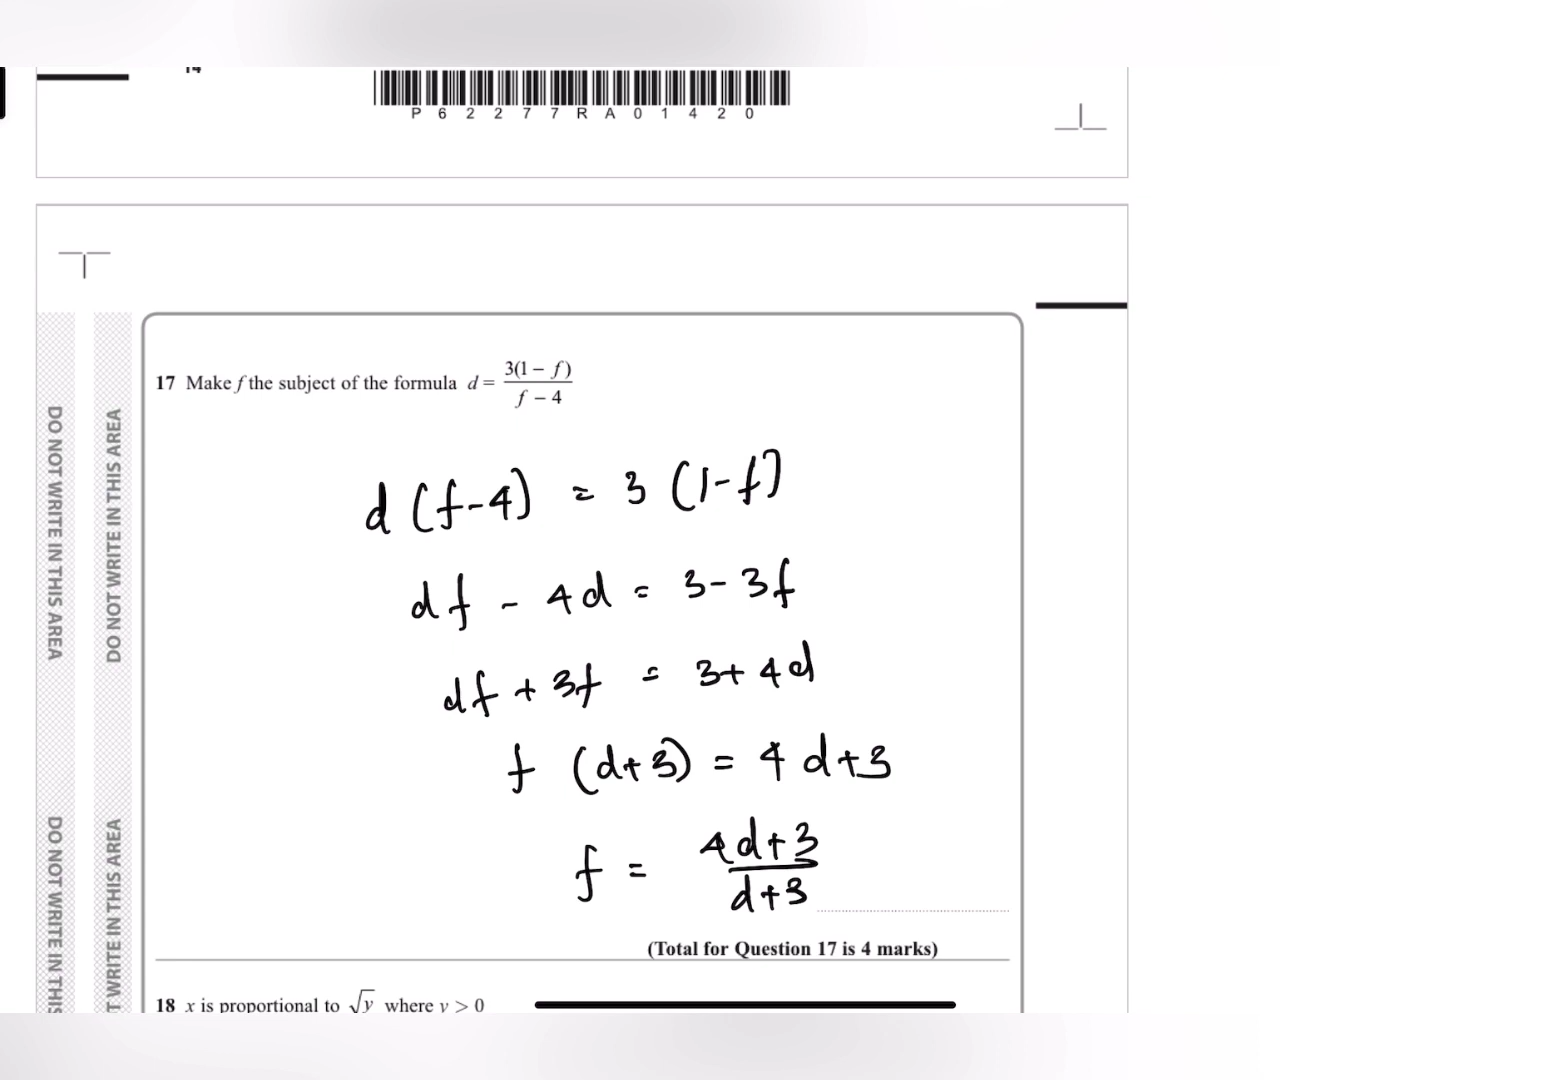 P 6 2 2 7 7 R A 0 1 4 2 0
DO NOT WRITE IN THIS AREA
DO NOT WRITE IN THIS AREA
17 Make f the subject of the formula d = 3(1 – f) / f – 4
d (f-4) = 3 (1-f)
df - 4d = 3-3f
df + 3f = 3+4d
f (d+3) = 4d+3
f = 4d+3 / d+3
(Total for Question 17 is 4 marks)
DO NOT WRITE IN THIS
T WRITE IN THIS AREA
18 x is proportional to √y where y > 0